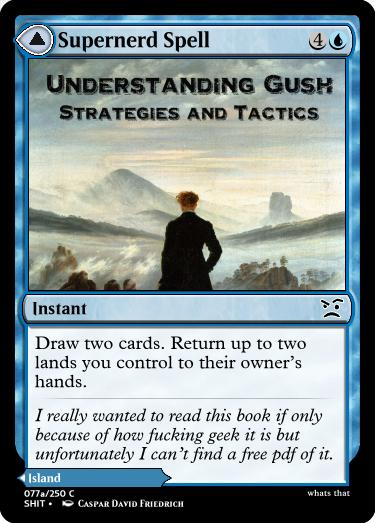 Supernerd Spell 4
Understanding Gush
Strategies and Tactics
Instant
Draw two cards. Return up to two
lands you control to their owner's
hands.
I really wanted to read this book if only
because of how fucking geek it is but
unfortunately I can't find a free pdf of it.
Island
077a/250 C whats that
SHIT • Caspar David Friedrich